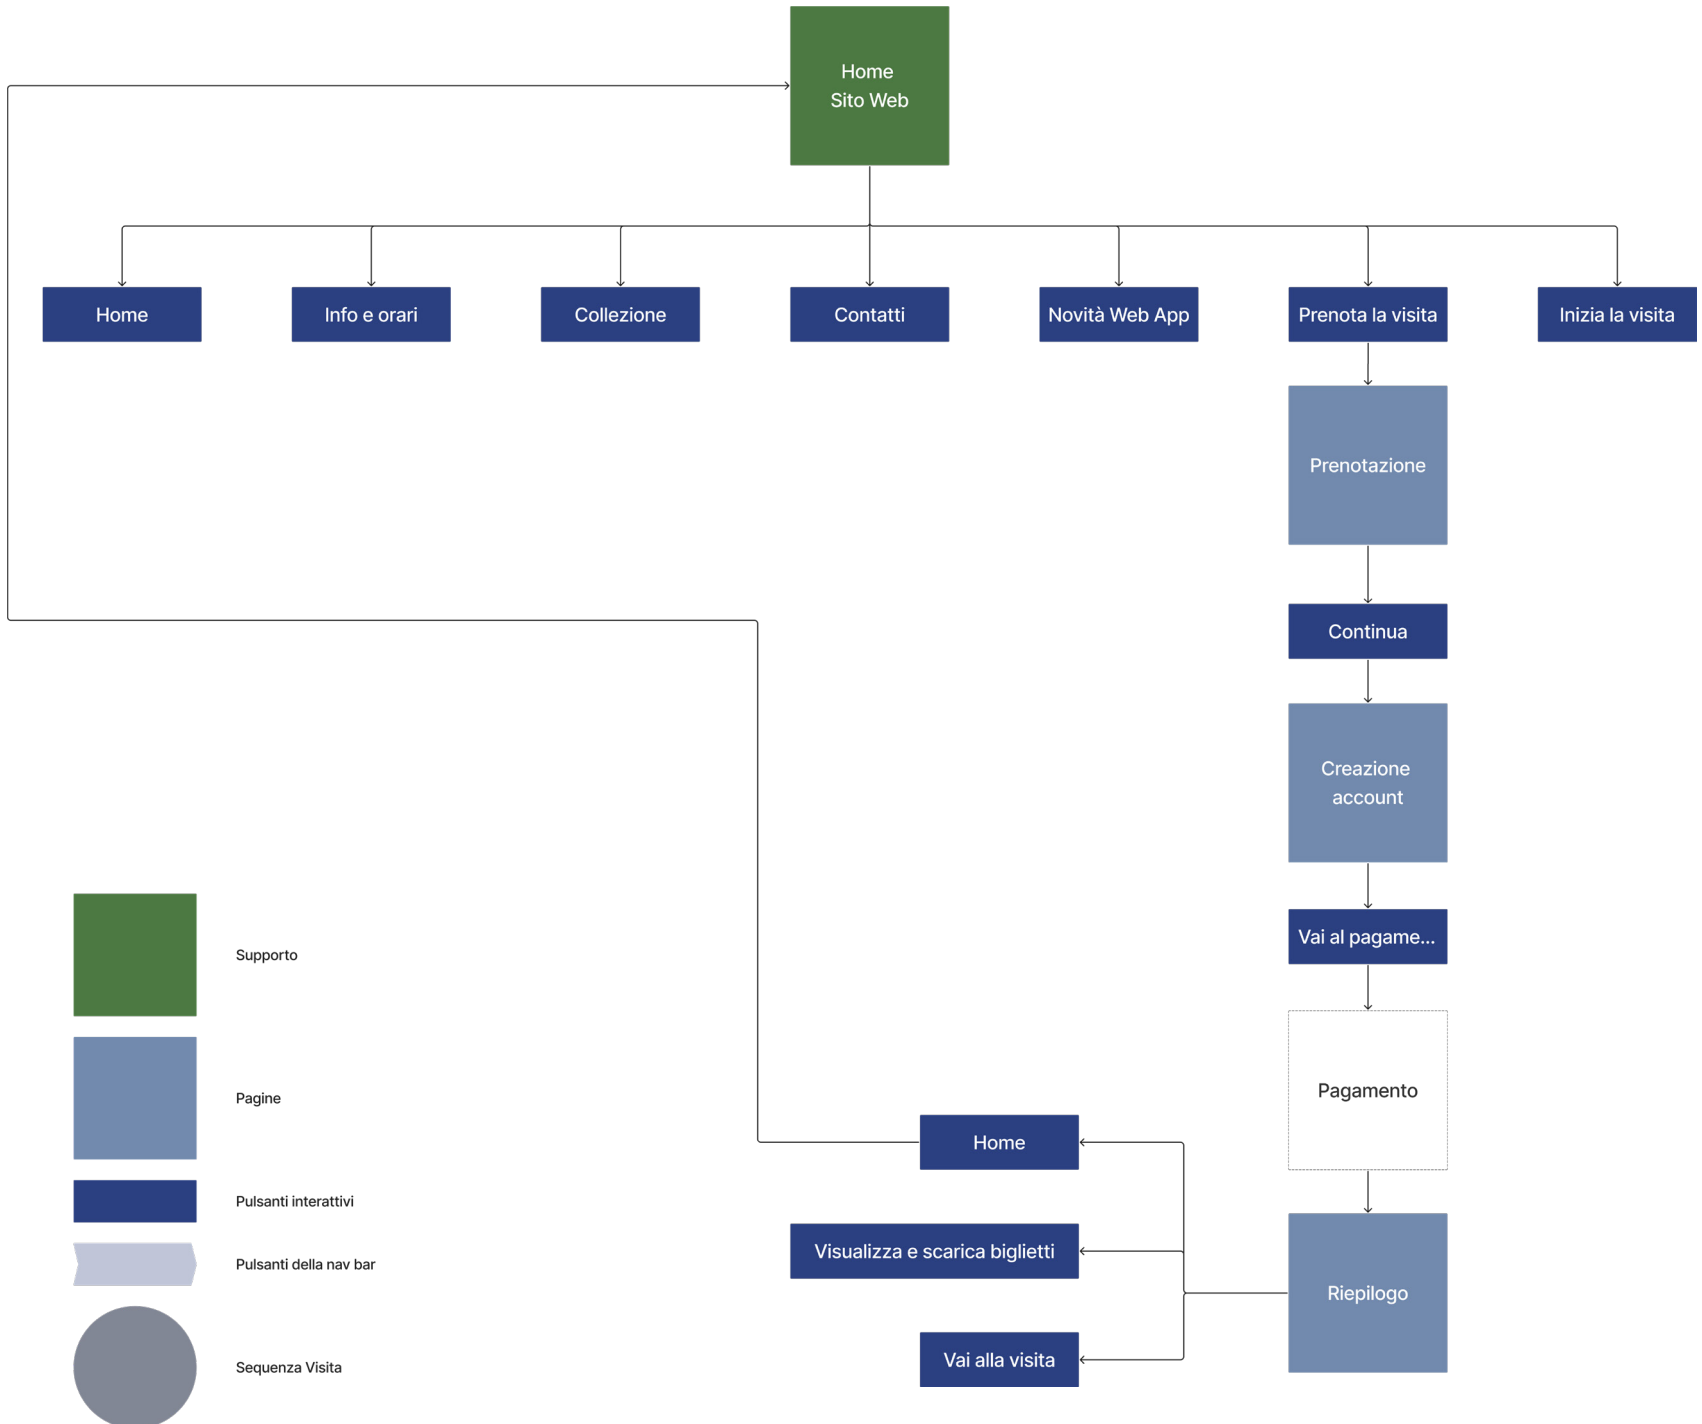 Home
Sito Web
Home
Info e orari
Collezione
Contatti
Novità Web App
Prenota la visita
Inizia la visita
Prenotazione
Continua
Creazione
account
Vai al pagame...
Pagamento
Home
Visualizza e scarica biglietti
Riepilogo
Vai alla visita
Supporto
Pagine
Pulsanti interattivi
Pulsanti della nav bar
Sequenza Visita